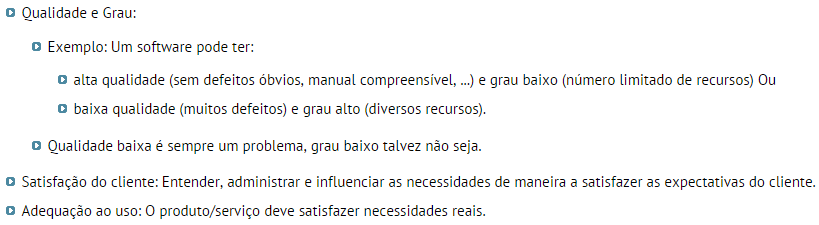 Qualidade e Grau:
Exemplo: Um software pode ter:
alta qualidade (sem defeitos óbvios, manual compreensível, ...) e grau baixo (número limitado de recursos) Ou
baixa qualidade (muitos defeitos) e grau alto (diversos recursos).
Qualidade baixa é sempre um problema, grau baixo talvez não seja.
Satisfação do cliente: Entender, administrar e influenciar as necessidades de maneira a satisfazer as expectativas do cliente.
Adequação ao uso: O produto/serviço deve satisfazer necessidades reais.